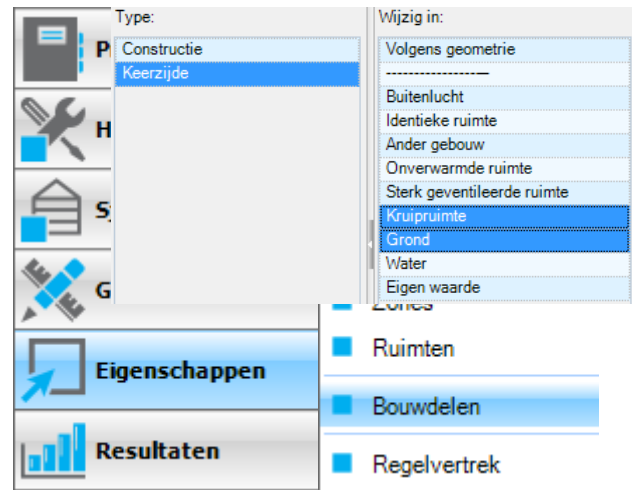 Type:
Constructie
Keerzijde
Wijzig in:
Volgens geometrie
--------------------
Buitenlucht
Identieke ruimte
Ander gebouw
Onverwarmde ruimte
Sterk geventileerde ruimte
Kruipruimte
Grond
Water
Eigen waarde
P
H
S
G
Eigenschappen
Resultaten
Zones
Ruimten
Bouwdelen
Regelvertrek